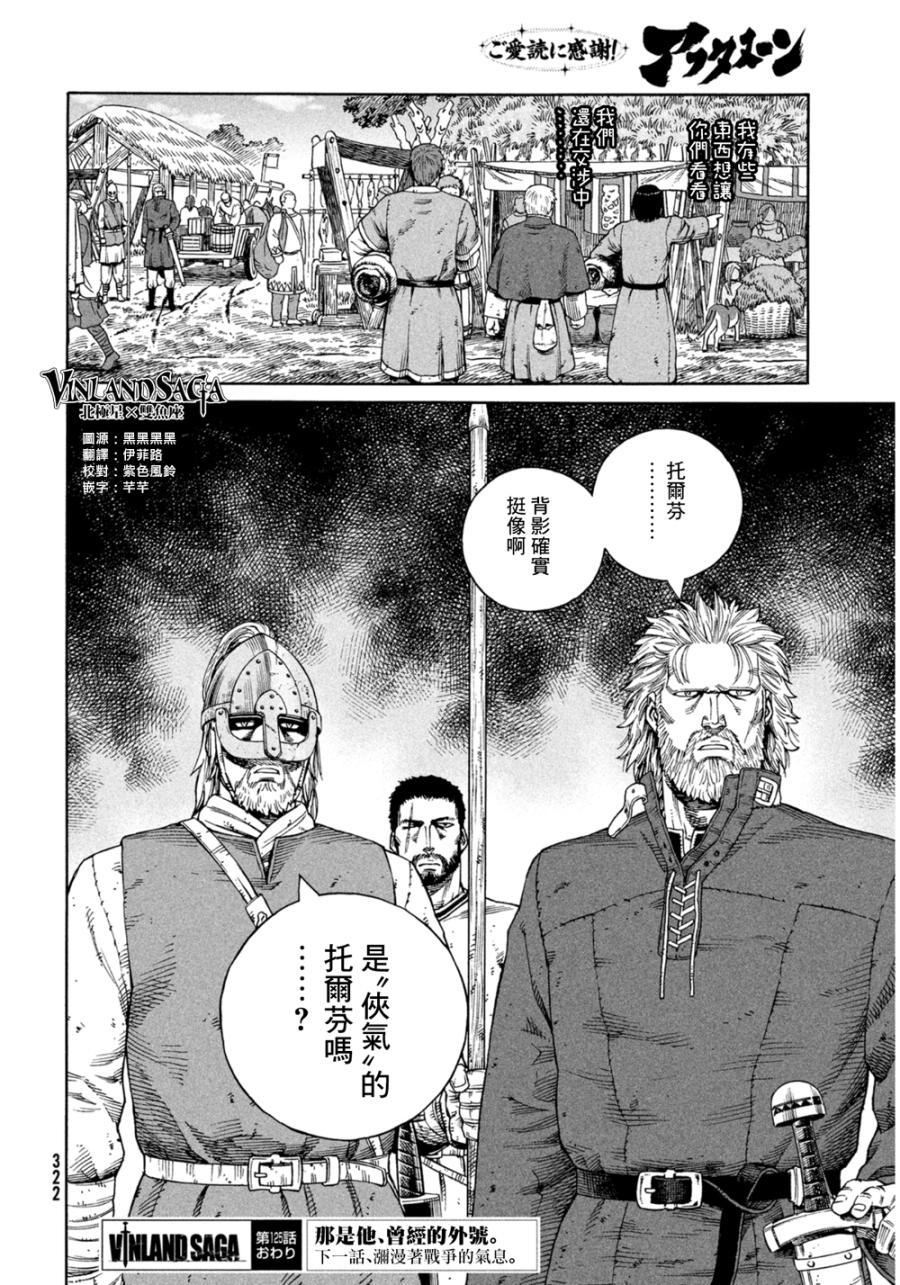 ご愛読に感謝!
アフタヌーン
我有些
東西想讓
你們看看
我們
還在交涉中
………
VINLAND SAGA
北極星×雙魚座
圖源：黑黑黑黑
翻譯：伊菲路
校對：紫色風鈴
嵌字：芊芊
托爾芬
………
背影確實
挺像啊
是〝俠氣〞的
托爾芬嗎
……?
322
VINLAND SAGA
第125話
おわり
那是他、曾經的外號。
下一話、瀰漫著戰爭的氣息。